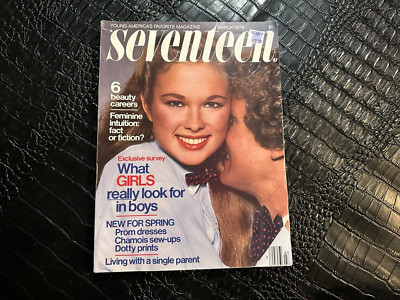 YOUNG AMERICA'S FAVORITE MAGAZINE
seventeen
6
beauty
careers
Feminine
intuition:
fact
or fiction?
Exclusive survey
What
GIRLS
really look for
in boys
NEW FOR SPRING
Prom dresses
Chamois sew-ups
Dotty prints
Living with a single parent